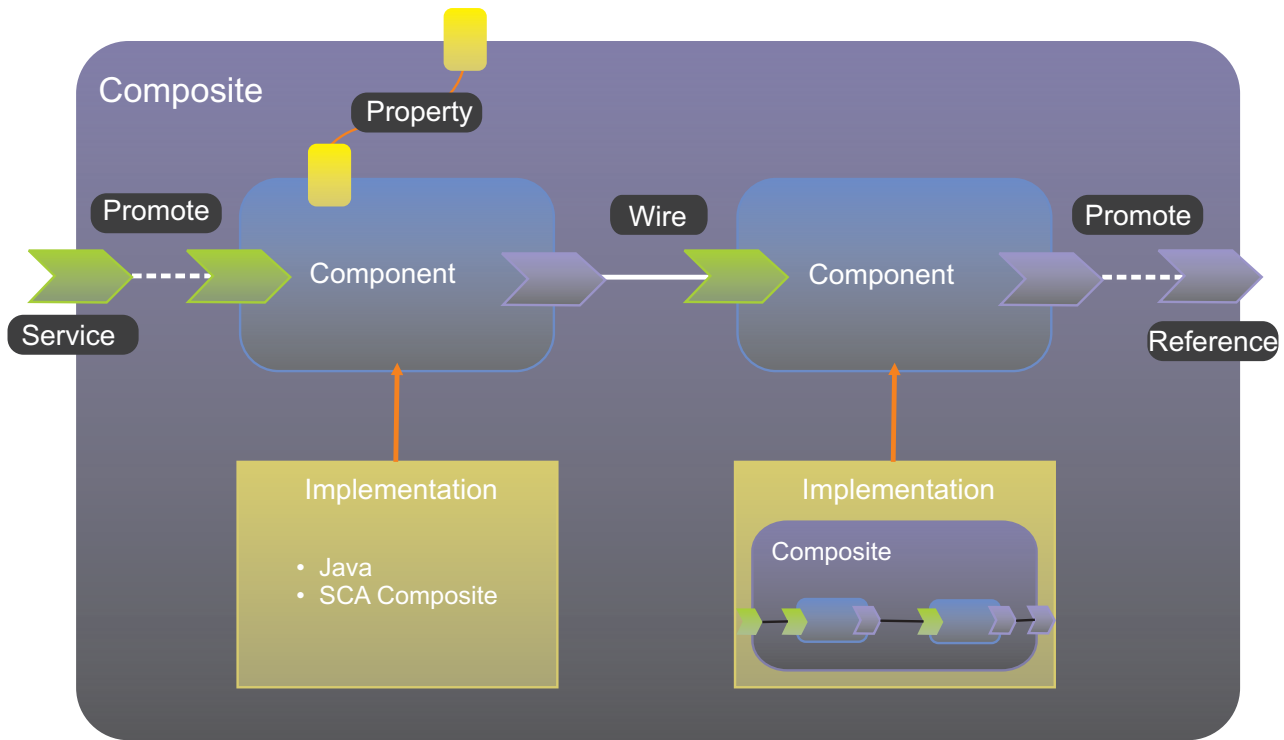 Composite
Property
Promote
Wire
Promote
Component
Component
Service
Reference
Implementation
• Java
• SCA Composite
Implementation
Composite